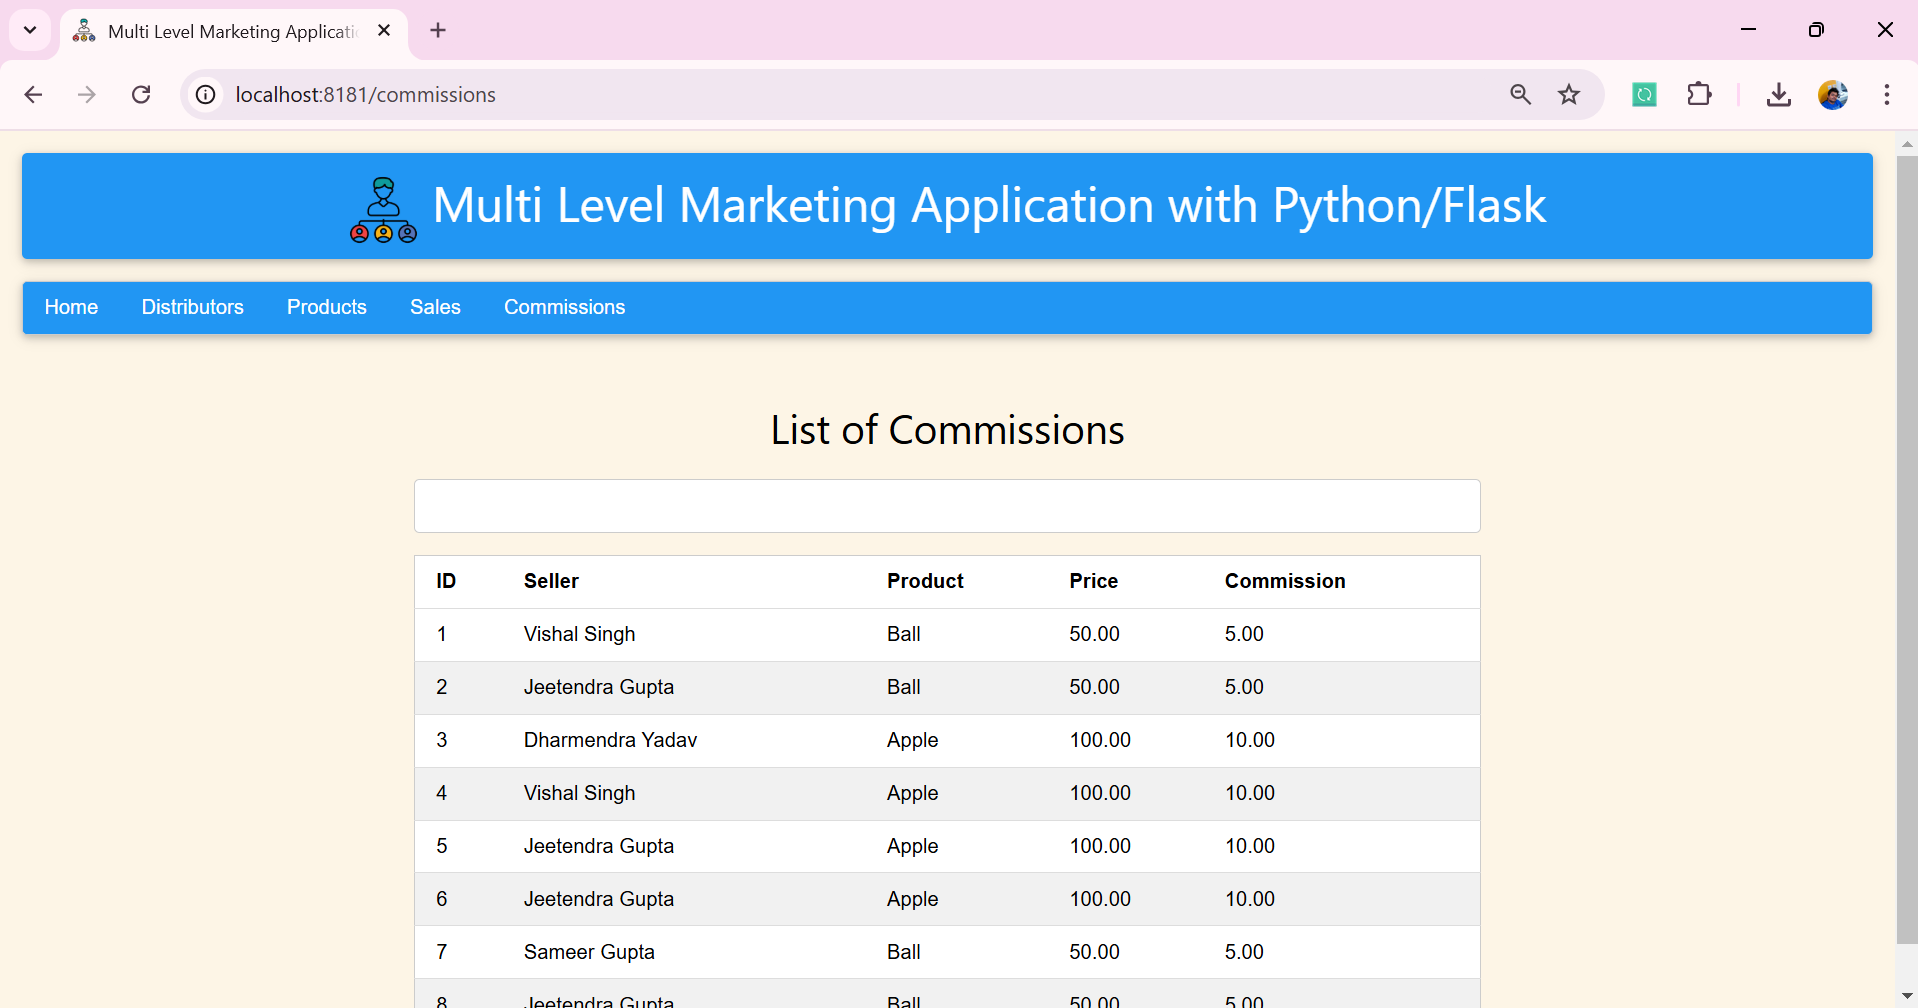 Multi Level Marketing Applicati
localhost:8181/commissions
Multi Level Marketing Application with Python/Flask
Home Distributors Products Sales Commissions
List of Commissions
ID Seller Product Price Commission
1 Vishal Singh Ball 50.00 5.00
2 Jeetendra Gupta Ball 50.00 5.00
3 Dharmendra Yadav Apple 100.00 10.00
4 Vishal Singh Apple 100.00 10.00
5 Jeetendra Gupta Apple 100.00 10.00
6 Jeetendra Gupta Apple 100.00 10.00
7 Sameer Gupta Ball 50.00 5.00
8 Jeetendra Gupta Ball 50.00 5.00